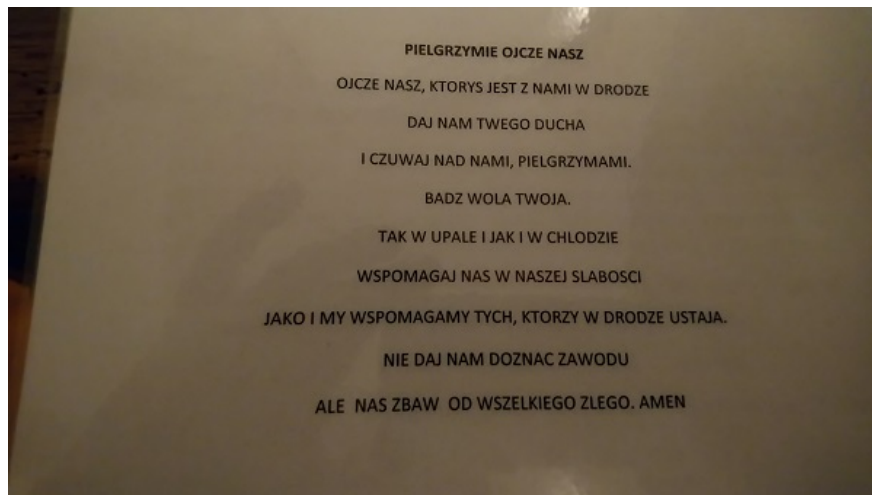 PIELGRZYMIE OJCZE NASZ
OJCZE NASZ, KTORYS JEST Z NAMI W DRODZE
DAJ NAM TWEGO DUCHA
I CZUWAJ NAD NAMI, PIELGRZYMAMI.
BADZ WOLA TWOJA.
TAK W UPALE I JAK I W CHLODZIE
WSPOMAGAJ NAS W NASZEJ SLABOSCI
JAKO I MY WSPOMAGAMY TYCH, KTORZY W DRODZE USTAJA.
NIE DAJ NAM DOZNAC ZAWODU
ALE NAS ZBAW OD WSZELKIEGO ZLEGO. AMEN